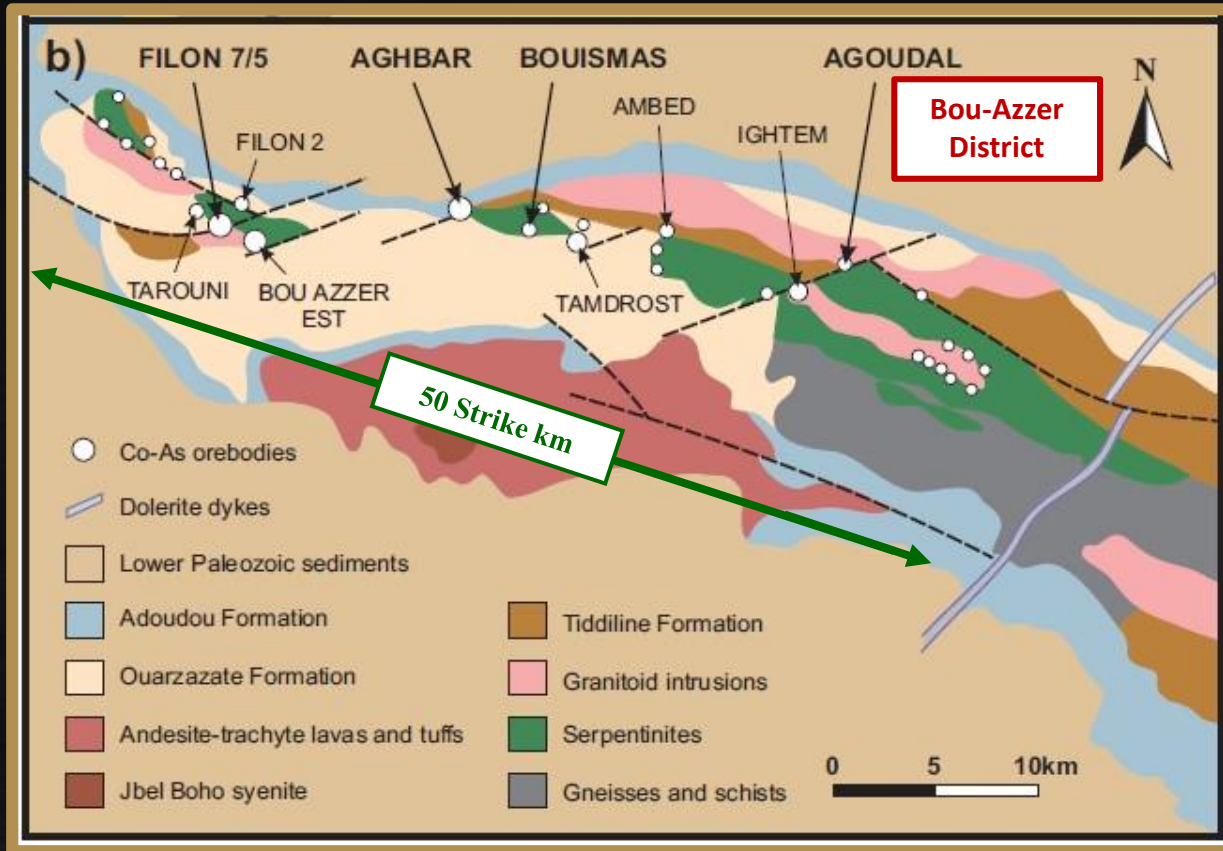 b)
FILON 7/5
AGHBAR
BOUISMAS
AGOUDAL
N
Bou-Azzer
District
AMBED
IGHTEM
FILON 2
TAROUNI
BOU AZZER
EST
TAMDROST
50 Strike km
Co-As orebodies
Dolerite dykes
Lower Paleozoic sediments
Adoudou Formation
Ouarzazate Formation
Andesite-trachyte lavas and tuffs
Jbel Boho syenite
Tiddiline Formation
Granitoid intrusions
Serpentinites
Gneisses and schists
0 5 10km